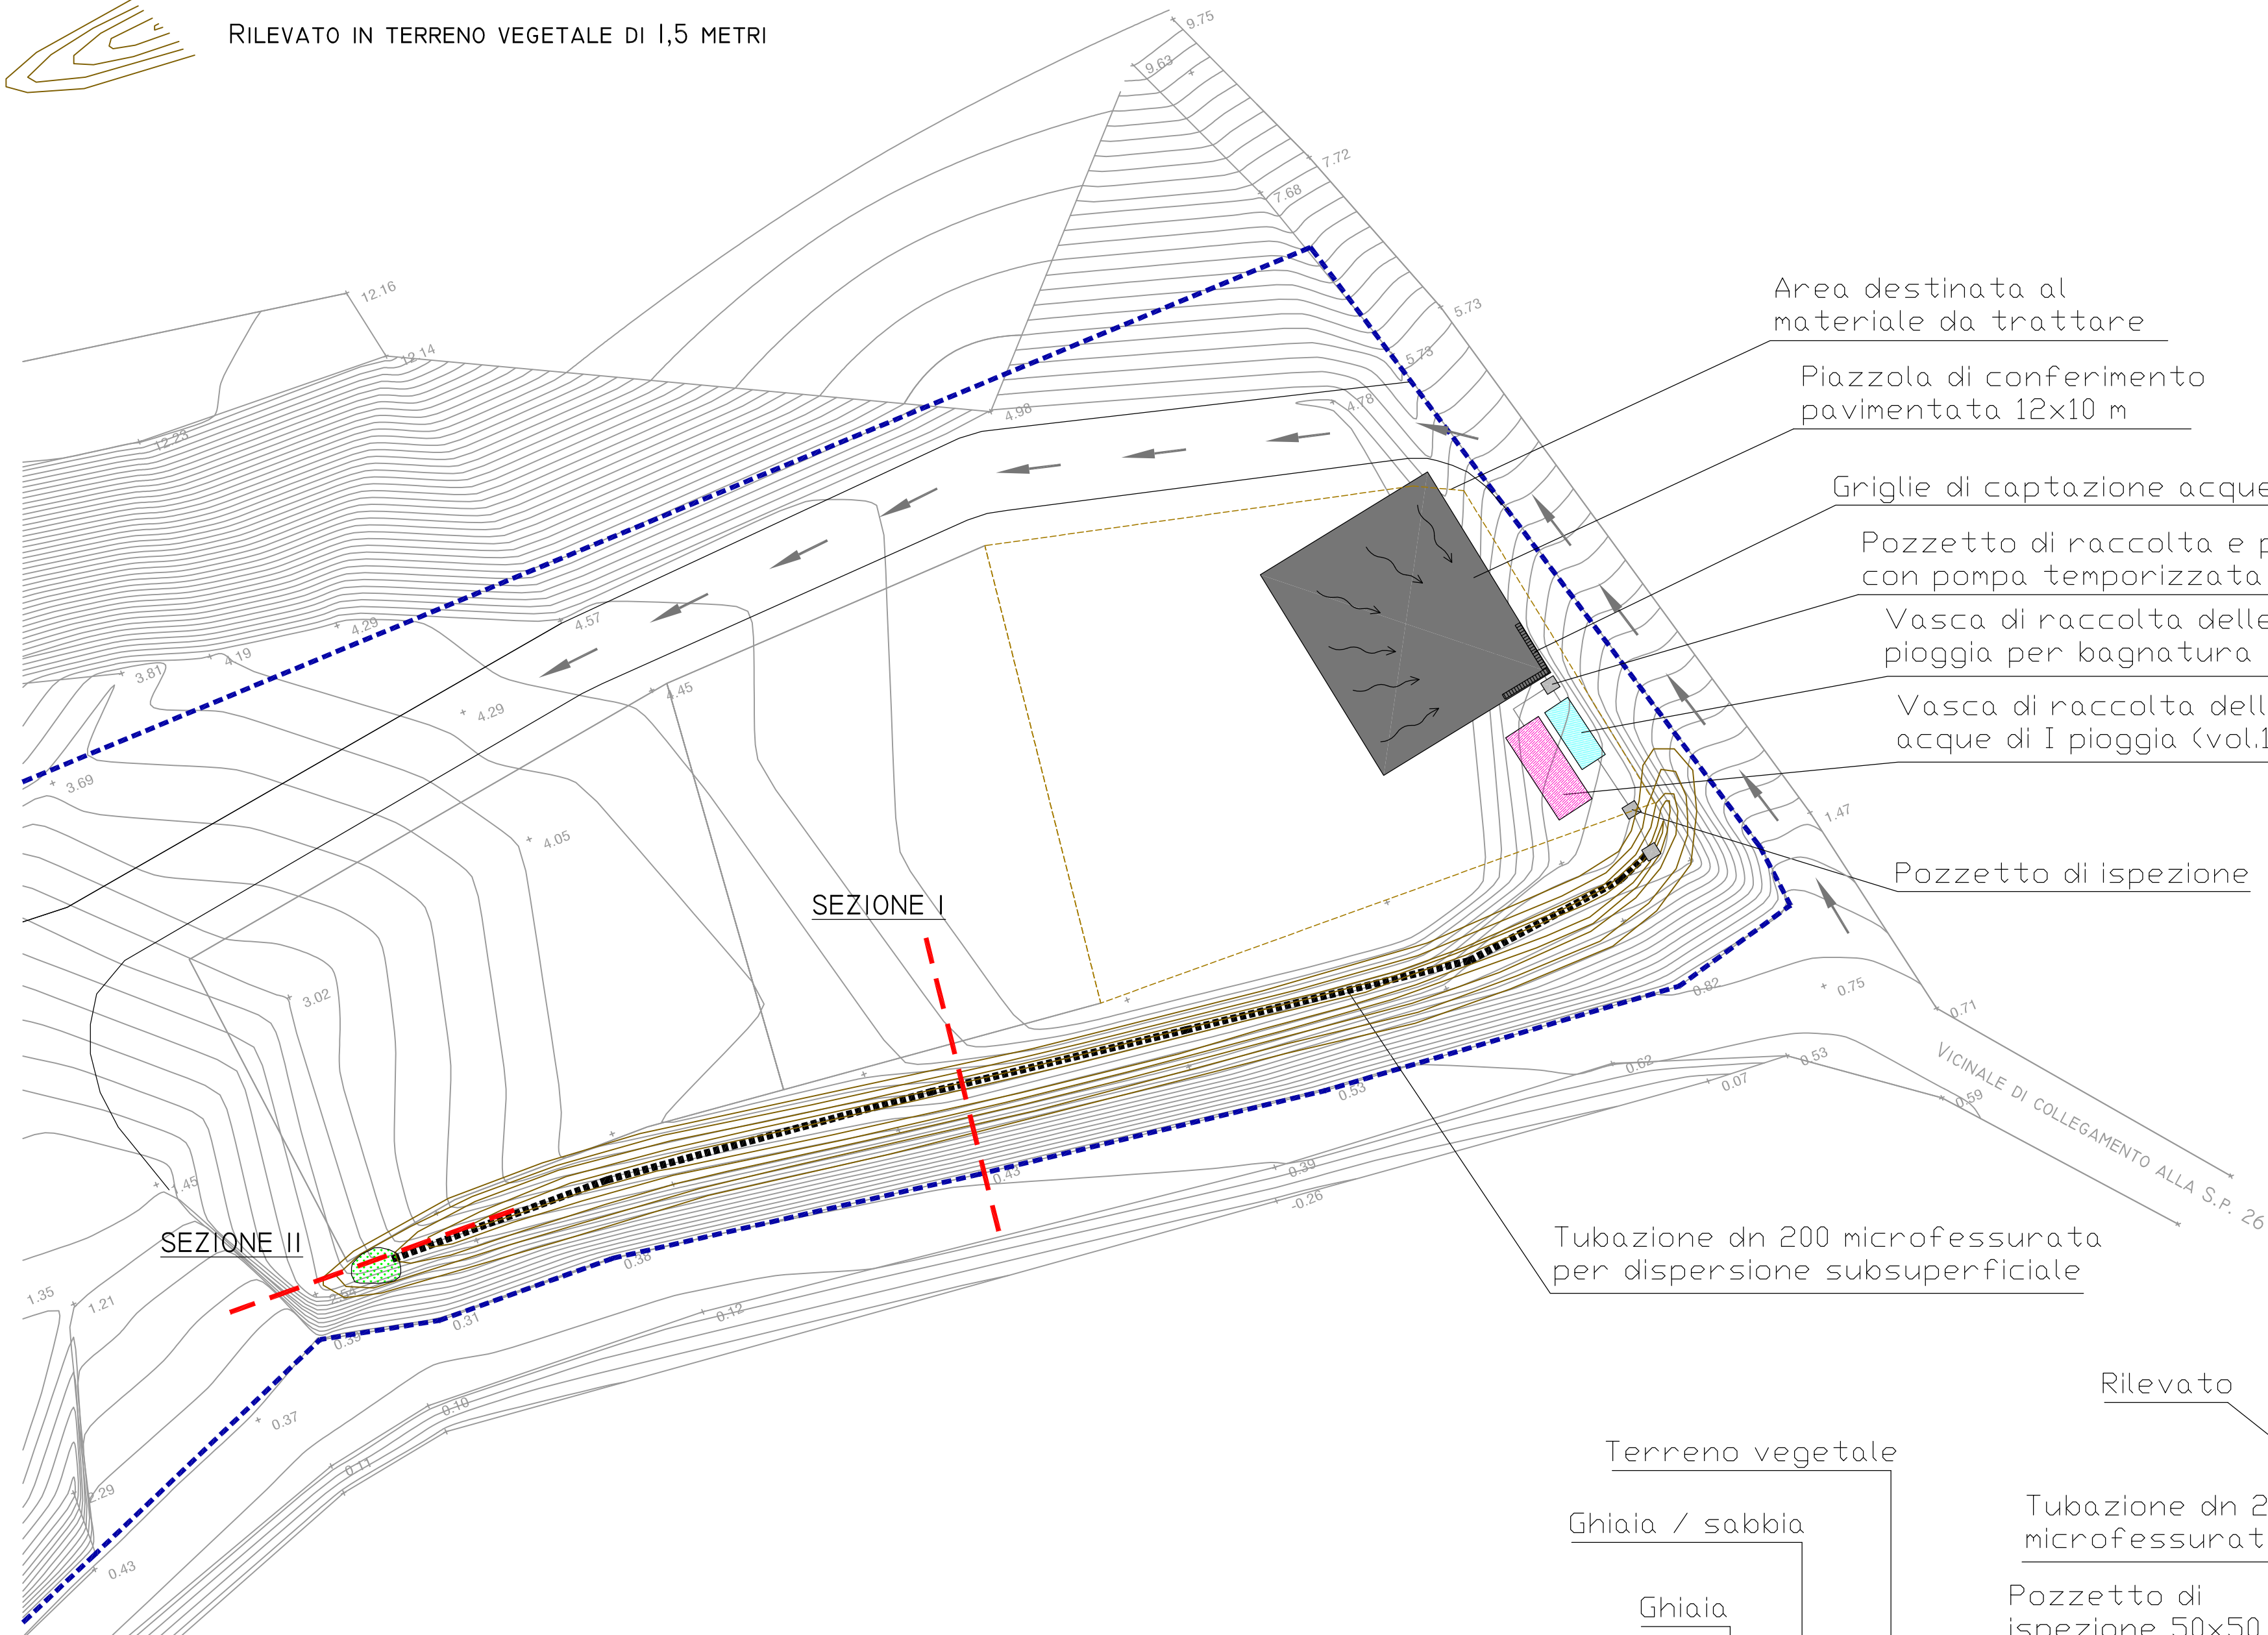 RILEVATO IN TERRENO VEGETALE DI 1,5 METRI
9.75
9.63
7.72
7.68
12.16
12.14
12.23
5.73
5.73
4.98
4.78
Area destinata al
materiale da trattare
Piazzola di conferimento
pavimentata 12x10 m
Griglie di captazione acque
Pozzetto di raccolta e
con pompa temporizzata
Vasca di raccolta delle
pioggia per bagnatura
Vasca di raccolta
acque di I pioggia (vol.1
Pozzetto di ispezione
4.57
4.29
4.19
3.81
4.45
4.29
3.69
4.05
1.47
SEZIONE I
3.02
0.82
0.75
0.71
0.62
0.53
0.07
0.59
VICINALE DI COLLEGAMENTO ALLA S.P. 26
0.53
0.43
0.39
-0.26
1.45
SEZIONE II
2.54
0.38
0.31
0.39
0.12
1.35
1.21
Tubazione dn 200 microfessurata
per dispersione subsuperficiale
0.37
0.10
0.11
2.29
0.43
Rilevato
Terreno vegetale
Ghiaia / sabbia
Tubazione dn 2
microfessurat
Ghiaia
Pozzetto di
ispezione 50x50